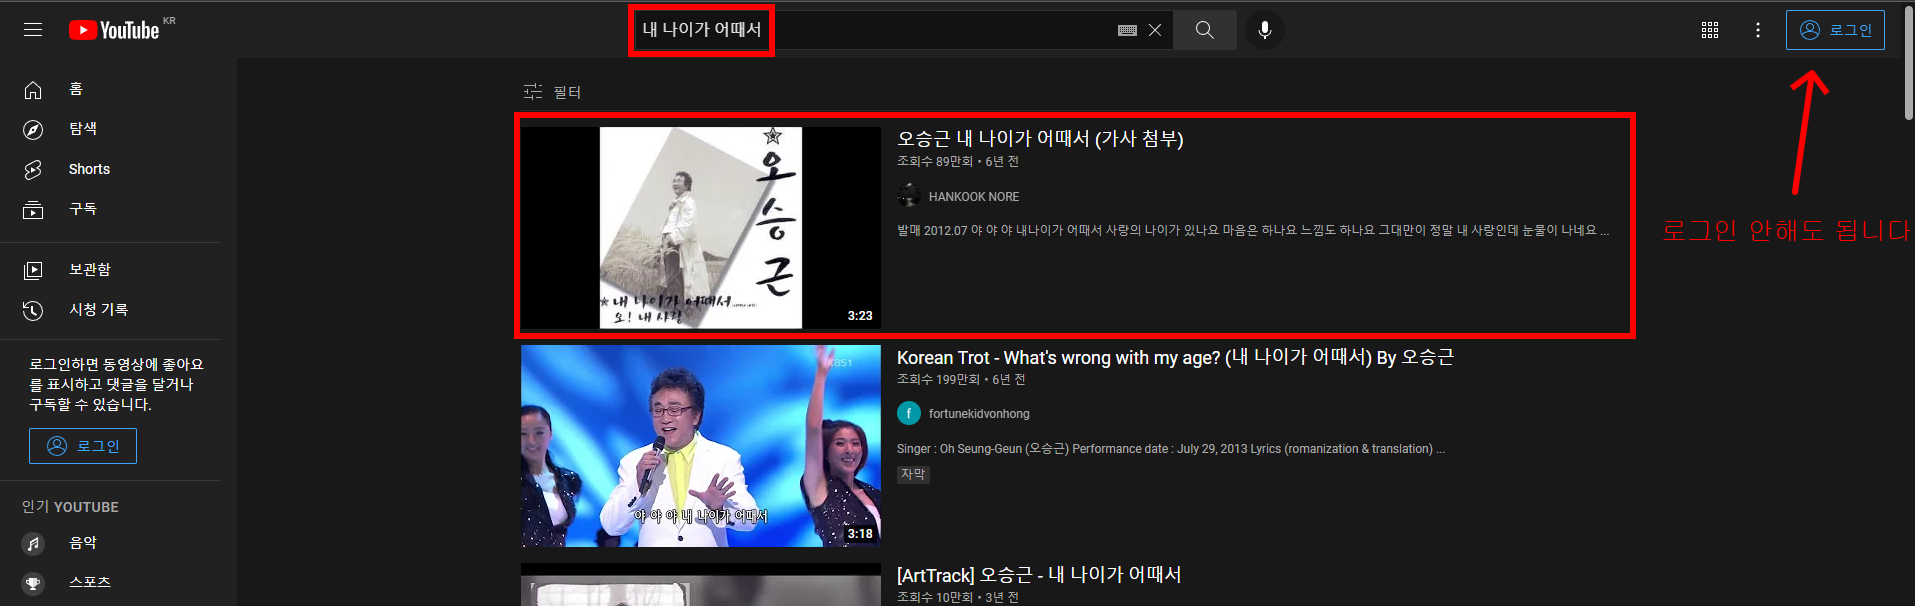 YouTube KR
내 나이가 어때서
로그인
홈
탐색
Shorts
구독
보관함
시청 기록
로그인하면 동영상에 좋아요
를 표시하고 댓글을 달거나
구독할 수 있습니다.
로그인
인기 YOUTUBE
음악
스포츠
필터
오승근
★내 나이가 어때서
오! 내 사랑
3:23
오승근 내 나이가 어때서 (가사 첨부)
조회수 89만회 • 6년 전
HANKOOK NORE
발매 2012.07 야 야 야 내나이가 어때서 사랑의 나이가 있나요 마음은 하나요 느낌도 하나요 그대만이 정말 내 사랑인데 눈물이 나네요 ...
로그인 안해도 됩니다
KBS1
야 야 야 내 나이가 어때서
3:18
Korean Trot - What's wrong with my age? (내 나이가 어때서) By 오승근
조회수 199만회 • 6년 전
f
fortunekidvonhong
Singer : Oh Seung-Geun (오승근) Performance date : July 29, 2013 Lyrics (romanization & translation) ...
자막
[ArtTrack] 오승근 - 내 나이가 어때서
조회수 10만회 • 3년 전